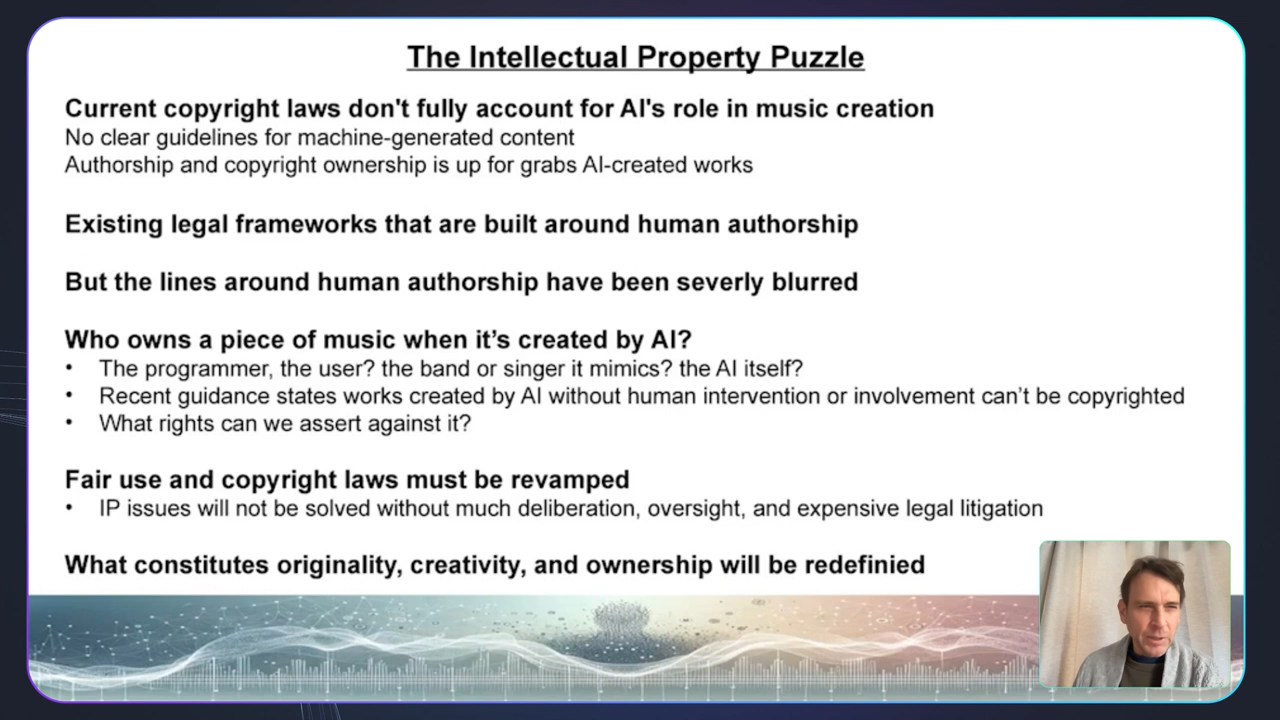 The Intellectual Property Puzzle
Current copyright laws don't fully account for AI's role in music creation
No clear guidelines for machine-generated content
Authorship and copyright ownership is up for grabs AI-created works
Existing legal frameworks that are built around human authorship
But the lines around human authorship have been severly blurred
Who owns a piece of music when it’s created by AI?
• The programmer, the user? the band or singer it mimics? the AI itself?
• Recent guidance states works created by AI without human intervention or involvement can’t be copyrighted
• What rights can we assert against it?
Fair use and copyright laws must be revamped
• IP issues will not be solved without much deliberation, oversight, and expensive legal litigation
What constitutes originality, creativity, and ownership will be redefinied